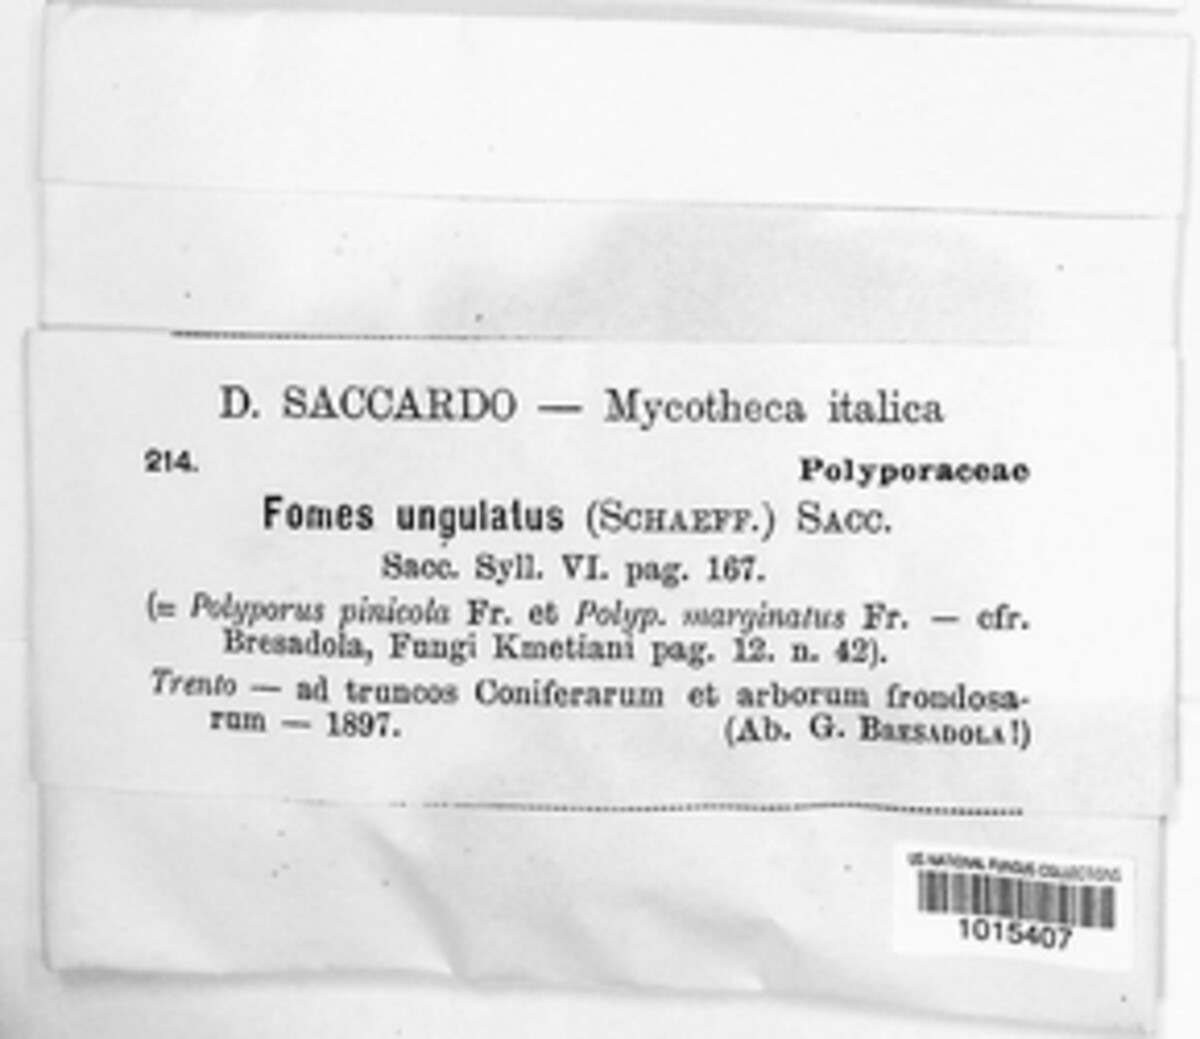 D. SACCARDO — Mycotheca italica
214. Polyporaceae
Fomes ungulatus (SCHAEFF.) SACC.
Sacc. Syll. VI. pag. 167.
(= Polyporus pinicola Fr. et Polyp. marginatus Fr. — cfr.
Bresadola, Fungi Kmetiani pag. 12. n. 42).
Trento — ad truncos Coniferarum et arborum frondosa-
rum — 1897. (Ab. G. BRESADOLA!)
US NATIONAL FUNGUS COLLECTIONS
1015407